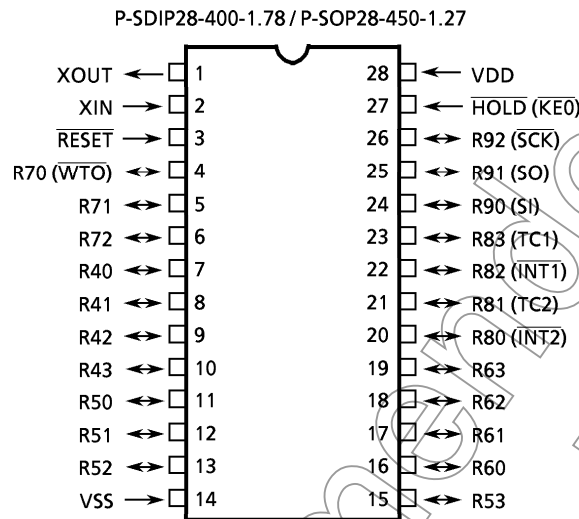 P-SDIP28-400-1.78 / P-SOP28-450-1.27
XOUT 1 28 VDD
XIN 2 27 HOLD (KE0)
RESET 3 26 R92 (SCK)
R70 (WTO) 4 25 R91 (SO)
R71 5 24 R90 (SI)
R72 6 23 R83 (TC1)
R40 7 22 R82 (INT1)
R41 8 21 R81 (TC2)
R42 9 20 R80 (INT2)
R43 10 19 R63
R50 11 18 R62
R51 12 17 R61
R52 13 16 R60
VSS 14 15 R53